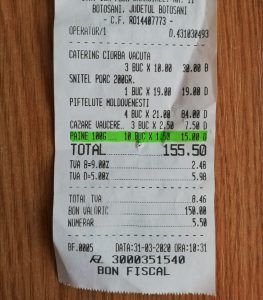 BOTOSANI, JUDETUL BOTOSANI
- C.F. RO14407773 -
OPERATOR/1 D.431030493
CATERING CIORBA VACUTA
3 BUC X 10.00 30.00 B
SNITEL PORC 200GR.
1 BUC X 19.00 19.00 D
PIFTELUTE MOLDOVENESTI
4 BUC X 21.00 84.00 D
CAZARE VAUCERE. 3 BUC X 2.50 7.50 D
PAINE 100G 10 BUC X 1.50 15.00
TOTAL 155.50
TVA B=9.00% 2.48
TVA D=5.00% 5.98
TOTAL TVA 8.46
BON VALORIC 150.00
NUMERAR 5.50
BF.0005 DATA:31-03-2020 ORA:10:31
3000351540
BON FISCAL